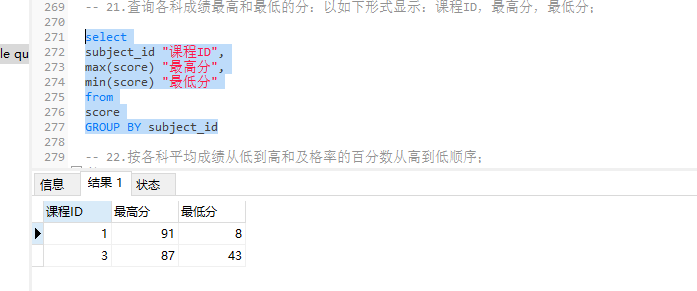 269 -- 21.查询各科成绩最高和最低的分：以如下形式显示：课程ID，最高分，最低分；
270
271 select
272 subject_id "课程ID",
273 max(score) "最高分",
274 min(score) "最低分"
275 from
276 score
277 GROUP BY subject_id
278
279 -- 22.按各科平均成绩从低到高和及格率的百分数从高到低顺序；
le qu
信息 结果 1 状态
课程ID 最高分 最低分
1 91 8
3 87 43